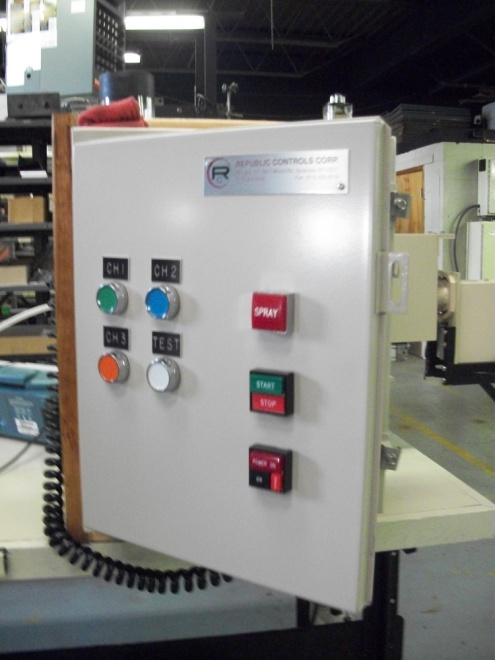 R
REPUBLIC CONTROLS CORP.
CH1
CH2
CH3
TEST
SPRAY
START
STOP
POWER ON